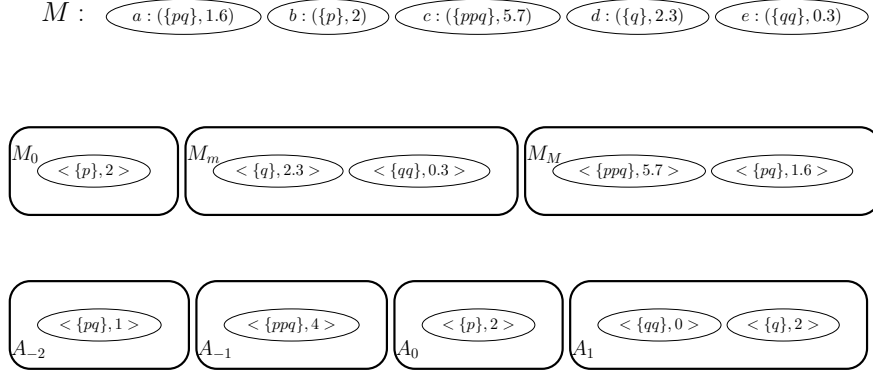 M : a : ({pq}, 1.6) b : ({p}, 2) c : ({ppq}, 5.7) d : ({q}, 2.3) e : ({qq}, 0.3)
M₀ < {p}, 2 > Mₘ < {q}, 2.3 > < {qq}, 0.3 > M_M < {ppq}, 5.7 > < {pq}, 1.6 >
A₋₂ < {pq}, 1 > A₋₁ < {ppq}, 4 > A₀ < {p}, 2 > A₁ < {qq}, 0 > < {q}, 2 >